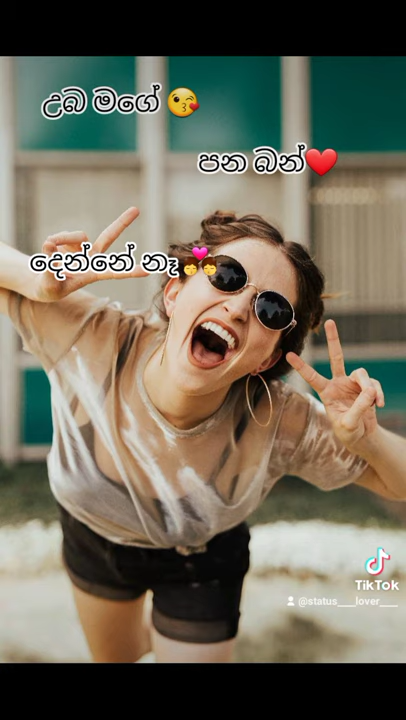 උබ මගේ 😘
පන බන්❤️
දෙන්නේ නෑ 💏
TikTok
@status___lover___